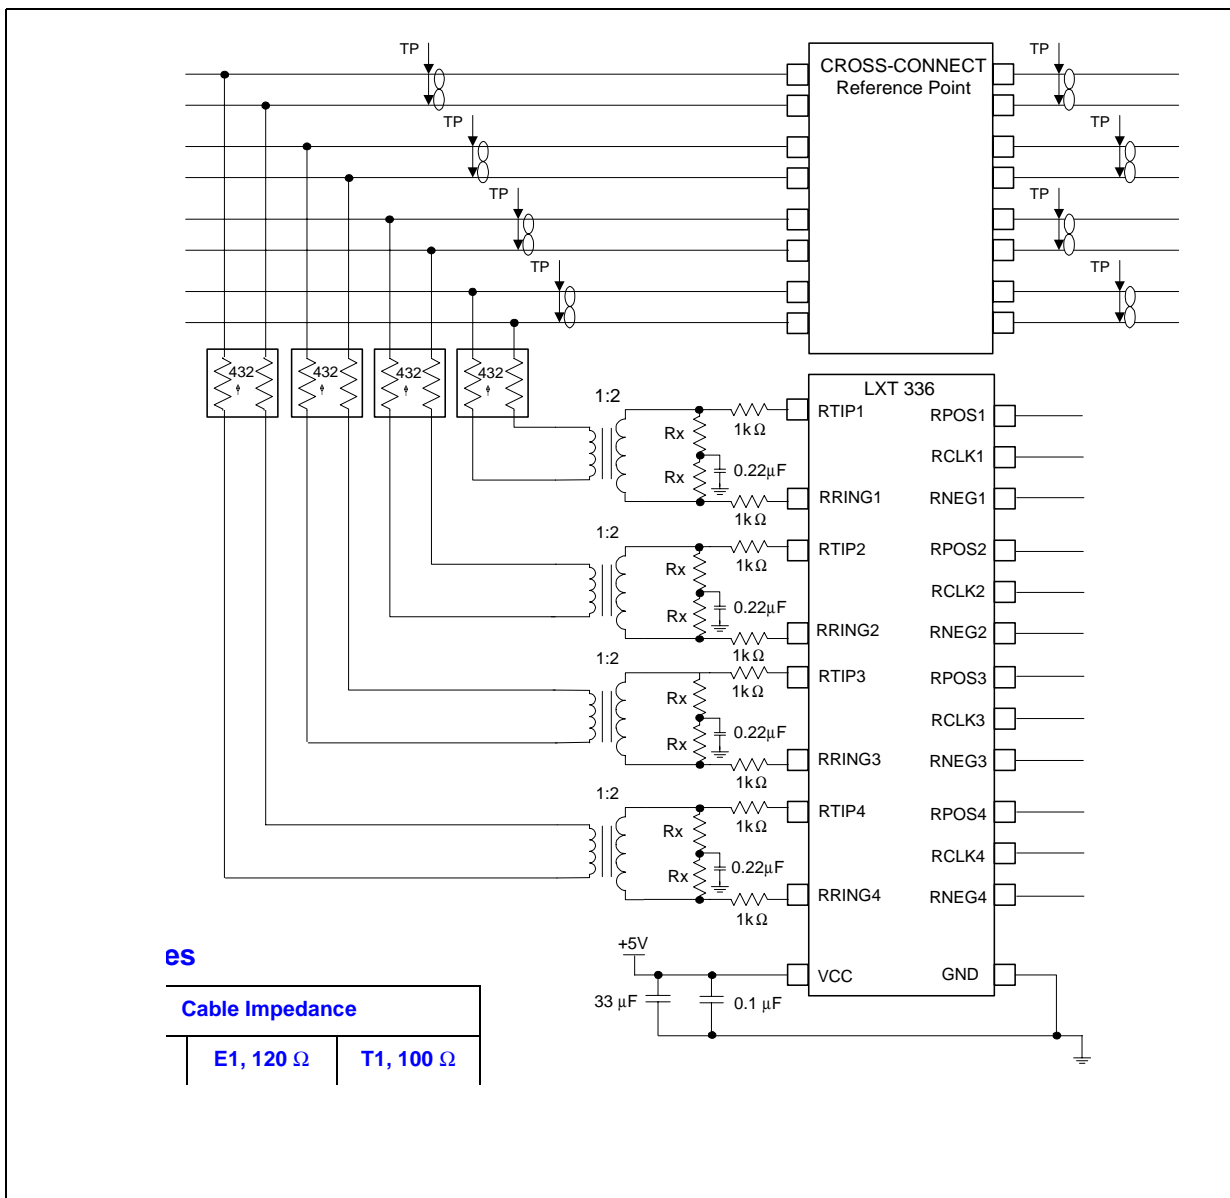 TP
TP
TP
TP
CROSS-CONNECT
Reference Point
TP
TP
TP
TP
432
432
432
432
LXT 336
1:2
Rx
Rx
0.22µF
1kΩ
1kΩ
RTIP1
RRING1
RPOS1
RCLK1
RNEG1
1:2
Rx
Rx
0.22µF
1kΩ
1kΩ
RTIP2
RRING2
RPOS2
RCLK2
RNEG2
1:2
Rx
Rx
0.22µF
1kΩ
1kΩ
RTIP3
RRING3
RPOS3
RCLK3
RNEG3
1:2
Rx
Rx
0.22µF
1kΩ
1kΩ
RTIP4
RRING4
RPOS4
RCLK4
RNEG4
+5V
33 µF
0.1 µF
VCC
GND
es
Cable Impedance
E1, 120 Ω
T1, 100 Ω